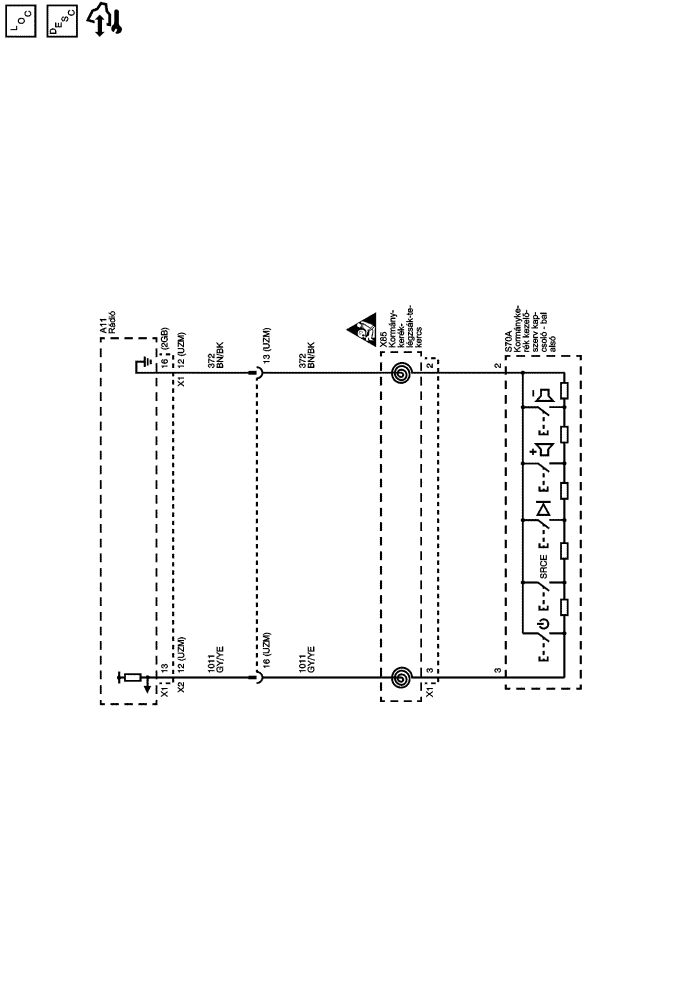 LOC
DESC
A11
Rádió
16 (2GB)
X1 12 (UZM)
372
BN/BK
13 (UZM)
372
BN/BK
X85
Kormány-
kerék-
légzsák-te-
kercs
2
2
S70A
Kormányke-
rék kezelő-
szerv kap-
csoló - bal
alsó
-
+
SRCE
X1 13
X2 12 (UZM)
1011
GY/YE
16 (UZM)
1011
GY/YE
X1 3
3